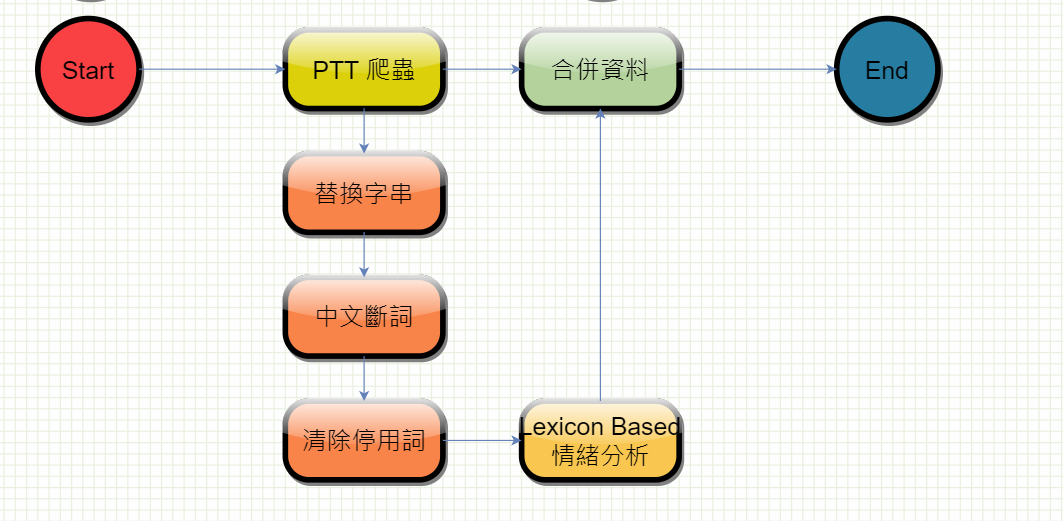 Start
PTT 爬蟲
合併資料
End
替換字串
中文斷詞
清除停用詞
Lexicon Based
情緒分析